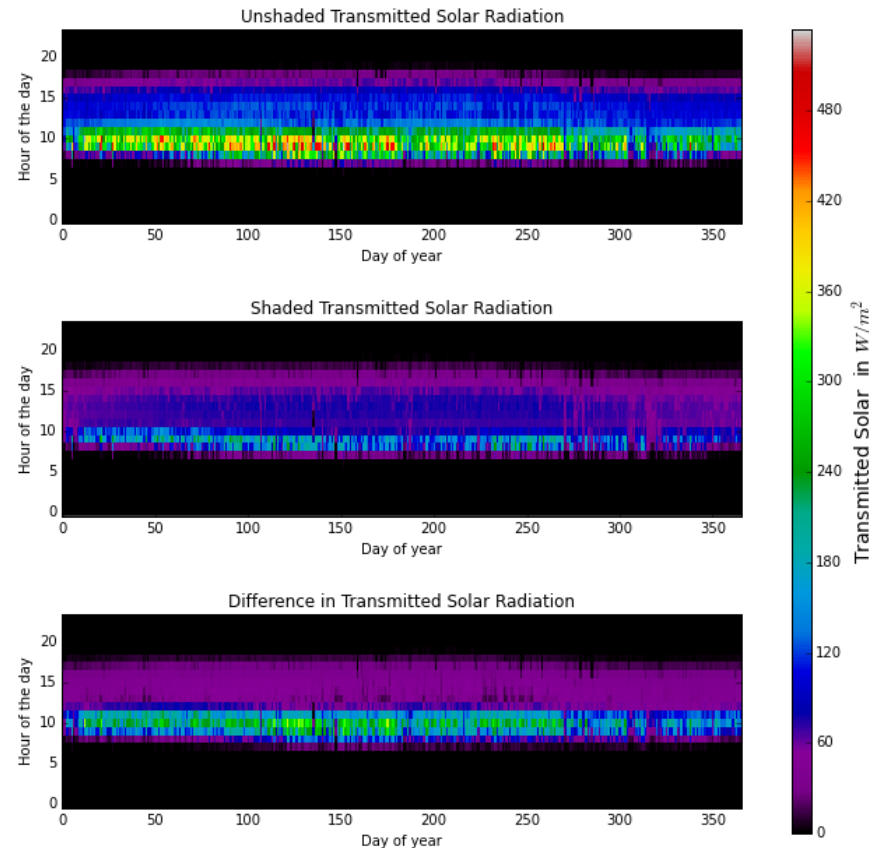 Unshaded Transmitted Solar Radiation
20
15
10
5
0
Hour of the day
0 50 100 150 200 250 300 350
Day of year
Shaded Transmitted Solar Radiation
20
15
10
5
0
Hour of the day
0 50 100 150 200 250 300 350
Day of year
Difference in Transmitted Solar Radiation
20
15
10
5
0
Hour of the day
0 50 100 150 200 250 300 350
Day of year
480
420
360
300
240
180
120
60
0
Transmitted Solar in W/m²